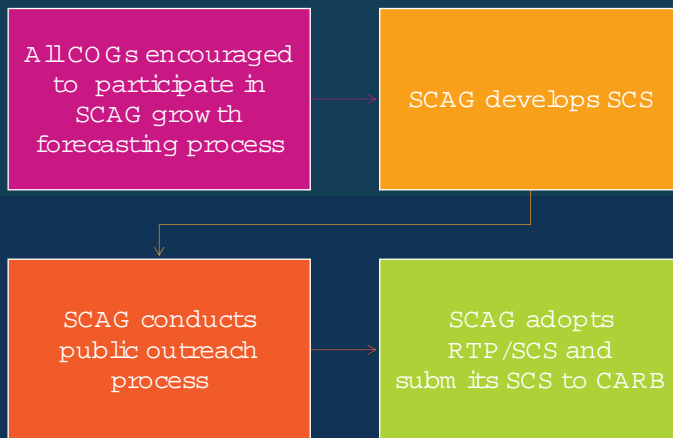 All COGs encouraged
to participate in
SCAG growth
forecasting process
SCAG develops SCS
SCAG conducts
public outreach
process
SCAG adopts
RTP/SCS and
submits SCS to CARB